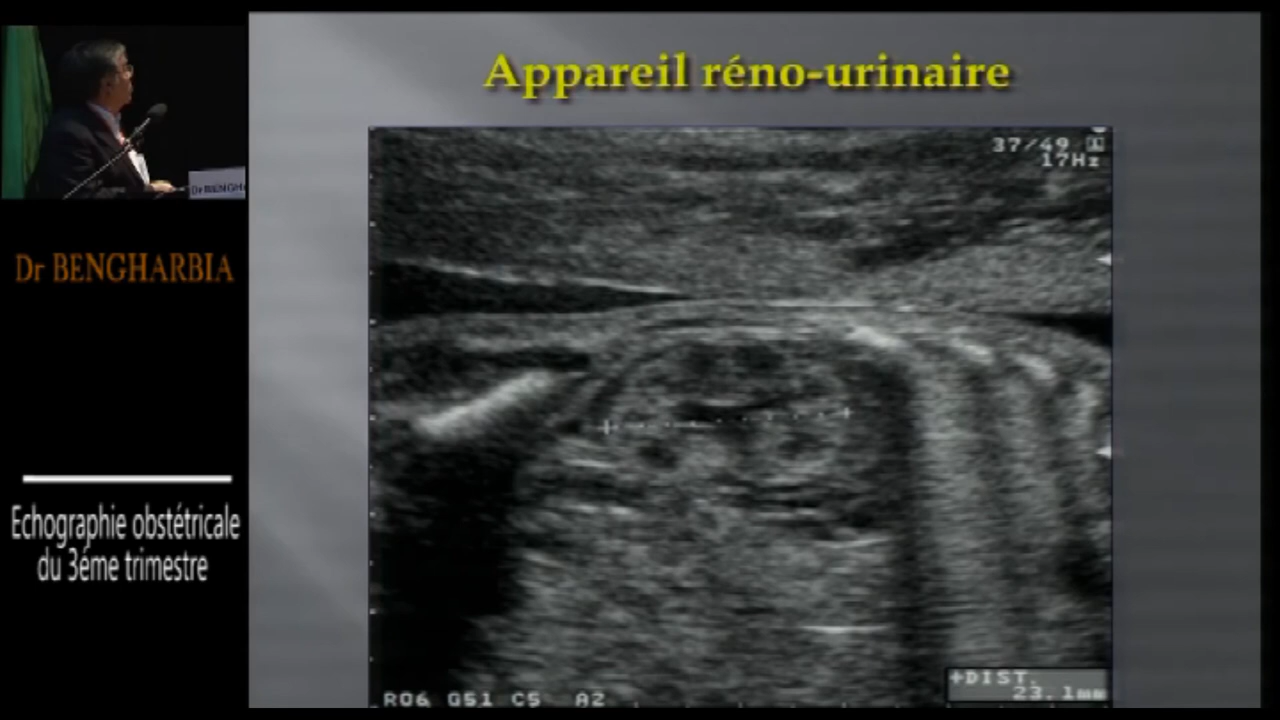 Appareil réno-urinaire
37/49
17Hz
Dr BENGHARBIA
Echographie obstétricale
du 3éme trimestre
R06 G51 C5 A2
+DIST.
23.1mm